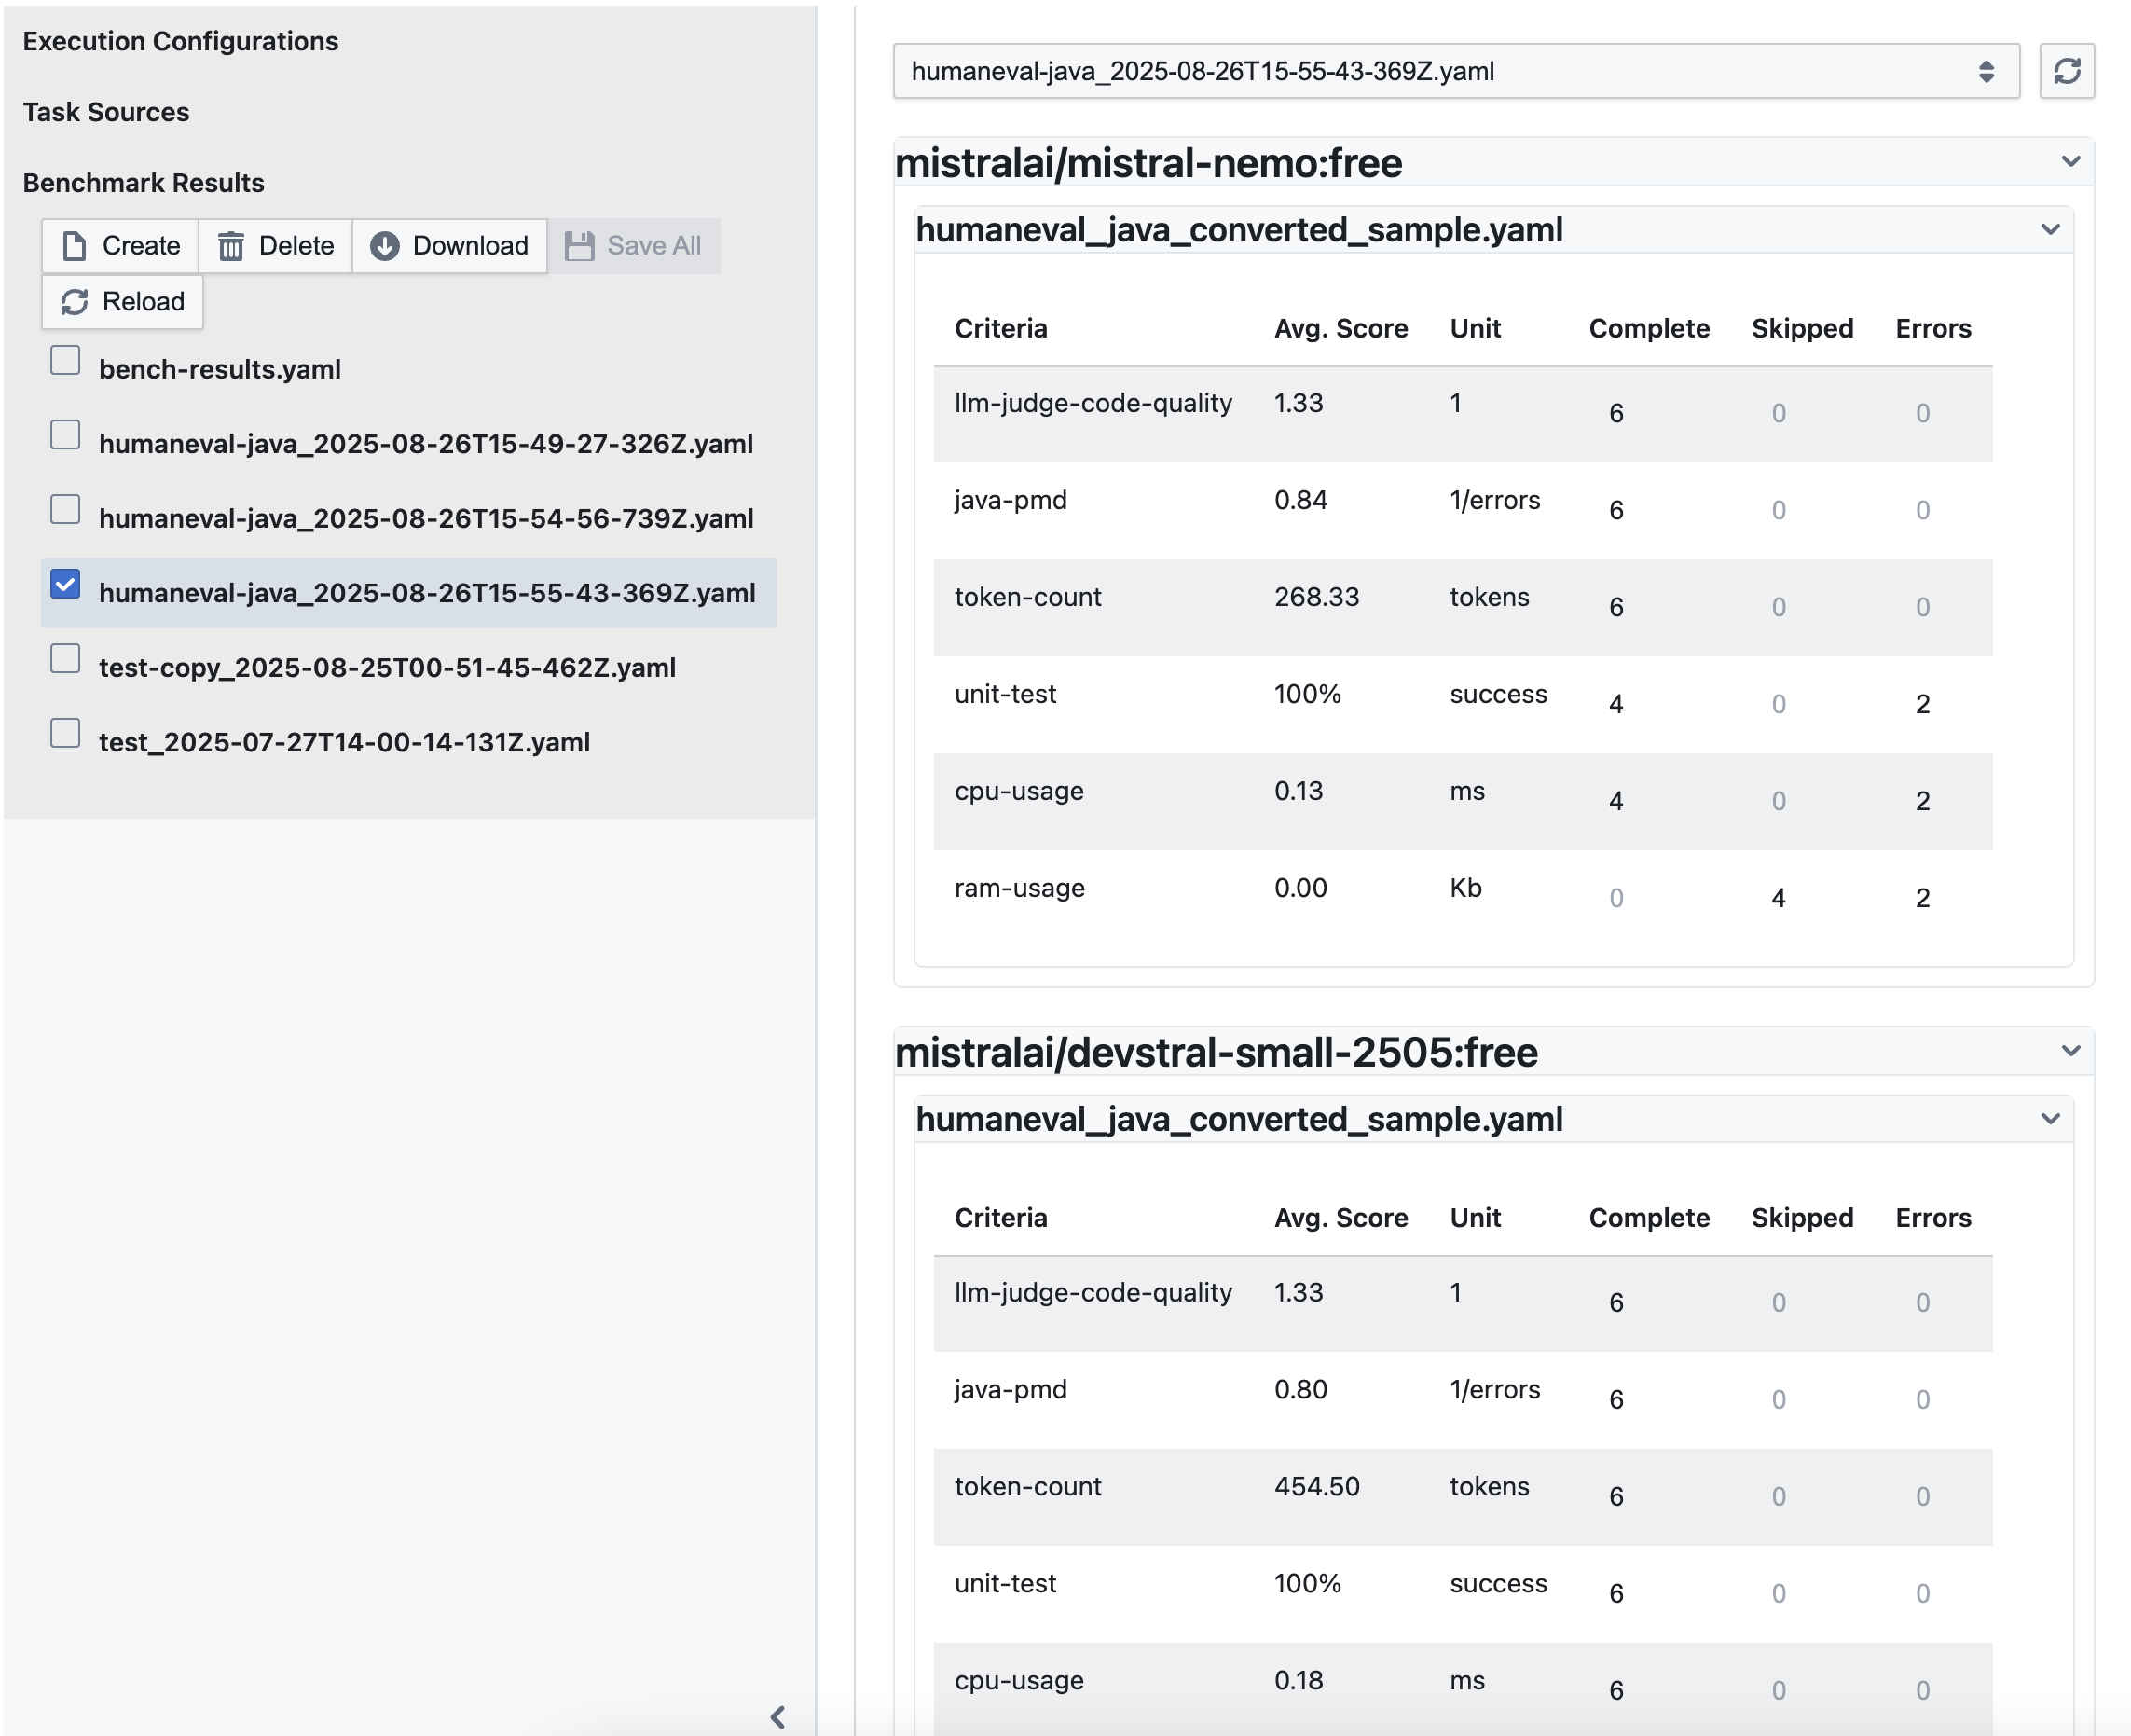 Execution Configurations
Task Sources
Benchmark Results
Create Delete Download Save All
Reload
bench-results.yaml
humaneval-java_2025-08-26T15-49-27-326Z.yaml
humaneval-java_2025-08-26T15-54-56-739Z.yaml
humaneval-java_2025-08-26T15-55-43-369Z.yaml
test-copy_2025-08-25T00-51-45-462Z.yaml
test_2025-07-27T14-00-14-131Z.yaml
humaneval-java_2025-08-26T15-55-43-369Z.yaml
mistralai/mistral-nemo:free
humaneval_java_converted_sample.yaml
Criteria Avg. Score Unit Complete Skipped Errors
llm-judge-code-quality 1.33 1 6 0 0
java-pmd 0.84 1/errors 6 0 0
token-count 268.33 tokens 6 0 0
unit-test 100% success 4 0 2
cpu-usage 0.13 ms 4 0 2
ram-usage 0.00 Kb 0 4 2
mistralai/devstral-small-2505:free
humaneval_java_converted_sample.yaml
Criteria Avg. Score Unit Complete Skipped Errors
llm-judge-code-quality 1.33 1 6 0 0
java-pmd 0.80 1/errors 6 0 0
token-count 454.50 tokens 6 0 0
unit-test 100% success 6 0 0
cpu-usage 0.18 ms 6 0 0